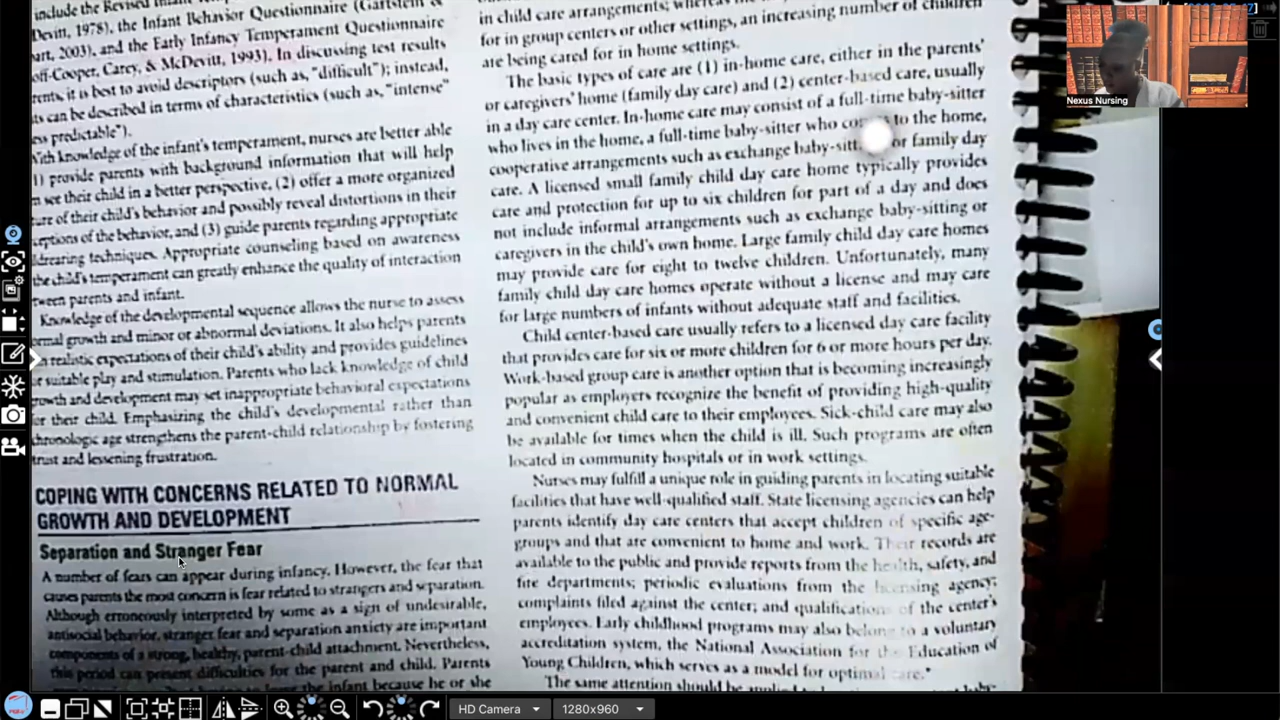 include the Revised Infant
Devitt, 1978), the Infant Behavior Questionnaire (Gartstein &
art, 2003), and the Early Infancy Temperament Questionnaire
off-Cooper, Carey, & McDevitt, 1993). In discussing test results
rents, it is best to avoid descriptors (such as, "difficult"); instead,
ts can be described in terms of characteristics (such as, "intense"
ess predictable").
With knowledge of the infant's temperament, nurses are better able
1) provide parents with background information that will help
m see their child in a better perspective, (2) offer a more organized
ture of their child's behavior and possibly reveal distortions in their
ceptions of the behavior, and (3) guide parents regarding appropriate
ldrearing techniques. Appropriate counseling based on awareness
the child's temperament can greatly enhance the quality of interaction
tween parents and infant.
Knowledge of the developmental sequence allows the nurse to assess
ormal growth and minor or abnormal deviations. It also helps parents
n realistic expectations of their child's ability and provides guidelines
r suitable play and stimulation. Parents who lack knowledge of child
rowth and development may set inappropriate behavioral expectations
or their child. Emphasizing the child's developmental rather than
chronologic age strengthens the parent-child relationship by fostering
trust and lessening frustration.
COPING WITH CONCERNS RELATED TO NORMAL
GROWTH AND DEVELOPMENT
Separation and Stranger Fear
A number of fears can appear during infancy. However, the fear that
causes parents the most concern is fear related to strangers and separation.
Although erroneously interpreted by some as a sign of undesirable,
antisocial behavior, stranger fear and separation anxiety are important
components of a strong, healthy, parent-child attachment. Nevertheless,
this period can present difficulties for the parent and child. Parents
the infant because he or she
in child care arrangements; whereas
for in group centers or other settings, an increasing number of children
are being cared for in home settings.
The basic types of care are (1) in-home care, either in the parents'
or caregivers' home (family day care) and (2) center-based care, usually
in a day care center. In-home care may consist of a full-time baby-sitter
who lives in the home, a full-time baby-sitter who to the home,
cooperative arrangements such as exchange baby-sitt or family day
care. A licensed small family child day care home typically provides
care and protection for up to six children for part of a day and does
not include informal arrangements such as exchange baby-sitting or
caregivers in the child's own home. Large family child day care homes
may provide care for eight to twelve children. Unfortunately, many
family child day care homes operate without a license and may care
for large numbers of infants without adequate staff and facilities.
Child center-based care usually refers to a licensed day care facility
that provides care for six or more children for 6 or more hours per day.
Work-based group care is another option that is becoming increasingly
popular as employers recognize the benefit of providing high-quality
and convenient child care to their employees. Sick-child care may also
be available for times when the child is ill. Such programs are often
located in community hospitals or in work settings.
Nurses may fulfill a unique role in guiding parents in locating suitable
facilities that have well-qualified staff. State licensing agencies can help
parents identify day care centers that accept children of specific age-
groups and that are convenient to home and work. Their records are
available to the public and provide reports from the health, safety, and
fire departments; periodic evaluations from the licensing agency;
complaints filed against the center; and qualifications of the center's
employees. Early childhood programs may also belong to a voluntary
accreditation system, the National Association for the Education of
Young Children, which serves as a model for optimal care.*
The same attention should be applied to
Nexus Nursing
HD Camera
1280x960